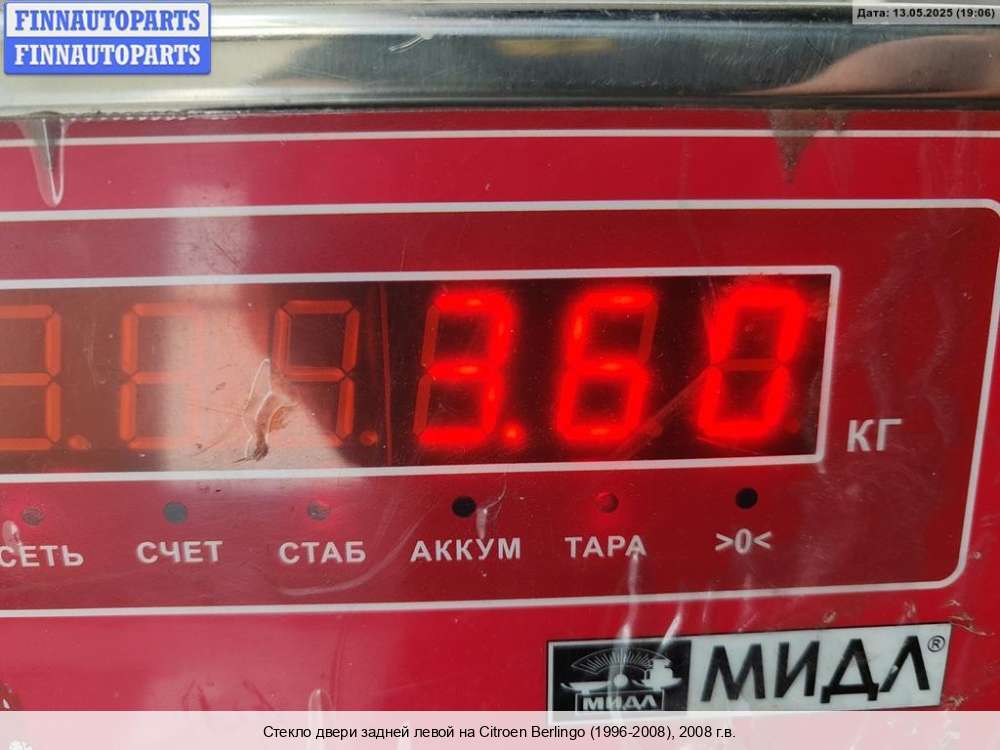 FINNAUTOPARTS
FINNAUTOPARTS
Дата: 13.05.2025 (19:06)
3.60
КГ
СЕТЬ СЧЕТ СТАБ АККУМ ТАРА >0<
МИДЛ
МИДЛ®
Стекло двери задней левой на Citroen Berlingo (1996-2008), 2008 г.в.